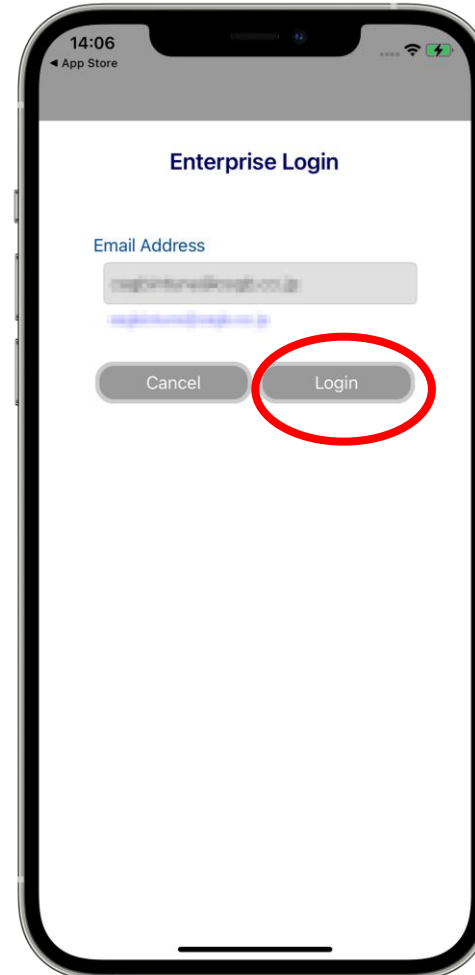 14:06
◀ App Store
Enterprise Login
Email Address
Cancel
Login